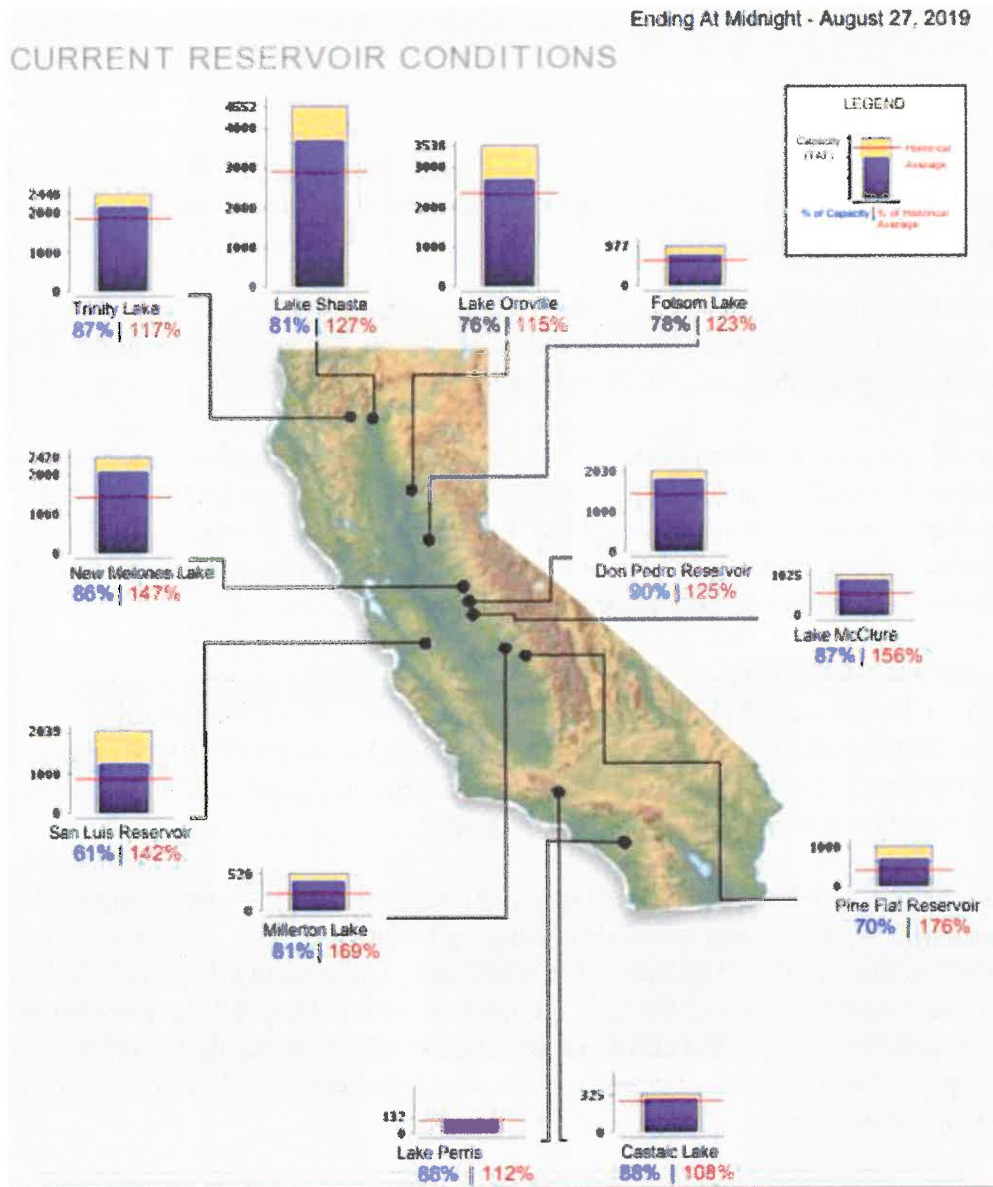 Ending At Midnight - August 27, 2019
CURRENT RESERVOIR CONDITIONS
LEGEND
Capacity
(TAF)
Historical
Average
% of Capacity | % of Historical
Average
4552
4000
3000
2000
1000
0
Lake Shasta
81% | 127%
3538
3000
2000
1000
0
Lake Oroville
76% | 115%
2448
2000
1000
0
Trinity Lake
87% | 117%
977
0
Folsom Lake
78% | 123%
2420
2000
1000
0
New Melones Lake
86% | 147%
2030
1000
0
Don Pedro Reservoir
90% | 125%
1025
0
Lake McClure
87% | 156%
2039
1000
0
San Luis Reservoir
61% | 142%
520
0
Millerton Lake
81% | 169%
1000
0
Pine Flat Reservoir
70% | 176%
132
0
Lake Perris
86% | 112%
325
0
Castaic Lake
88% | 108%